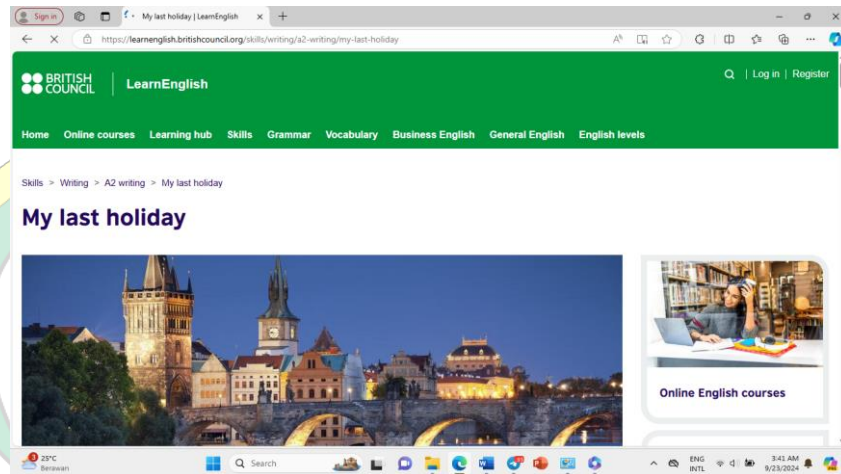 Sign in
My last holiday | LearnEnglish
https://learnenglish.britishcouncil.org/skills/writing/a2-writing/my-last-holiday
BRITISH
COUNCIL
LearnEnglish
| Log in | Register
Home Online courses Learning hub Skills Grammar Vocabulary Business English General English English levels
Skills > Writing > A2 writing > My last holiday
My last holiday
Online English courses
3
25°C
Berawan
Search
ENG
INTL
3:41 AM
9/23/2024